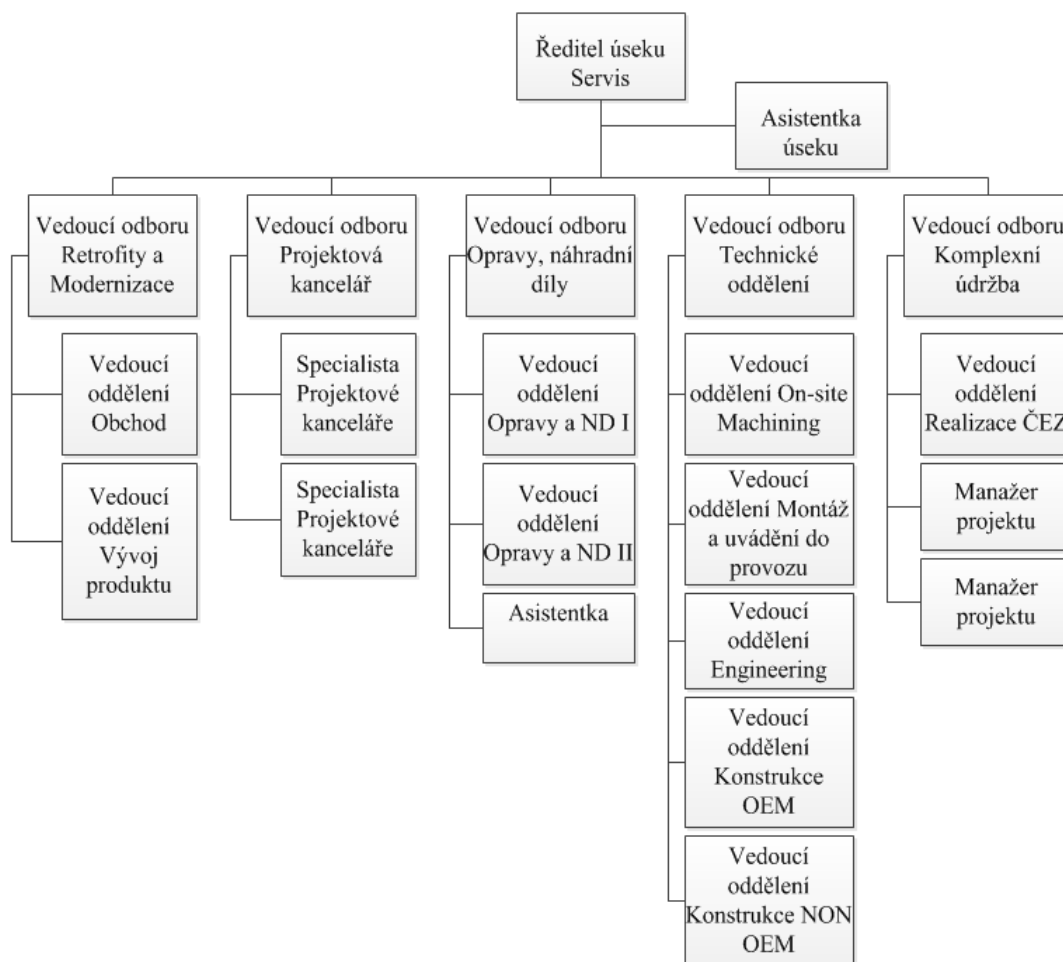 Ředitel úseku
Servis
Asistentka
úseku
Vedoucí odboru
Retrofity a
Modernizace
Vedoucí
oddělení
Obchod
Vedoucí
oddělení
Vývoj
produktu
Vedoucí odboru
Projektová
kancelář
Specialista
Projektové
kanceláře
Specialista
Projektové
kanceláře
Vedoucí odboru
Opravy, náhradní
díly
Vedoucí
oddělení
Opravy a ND I
Vedoucí
oddělení
Opravy a ND II
Asistentka
Vedoucí odboru
Technické
oddělení
Vedoucí
oddělení On-site
Machining
Vedoucí
oddělení Montáž
a uvádění do
provozu
Vedoucí
oddělení
Engineering
Vedoucí
oddělení
Konstrukce
OEM
Vedoucí
oddělení
Konstrukce NON
OEM
Vedoucí odboru
Komplexní
údržba
Vedoucí
oddělení
Realizace ČEZ
Manažer
projektu
Manažer
projektu